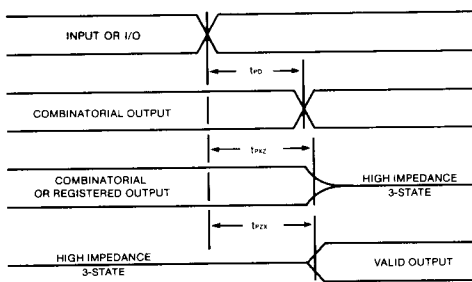 INPUT OR I/O
tPD
COMBINATORIAL OUTPUT
tPXZ
COMBINATORIAL
OR REGISTERED OUTPUT
HIGH IMPEDANCE
3-STATE
tPZX
HIGH IMPEDANCE
3-STATE
VALID OUTPUT